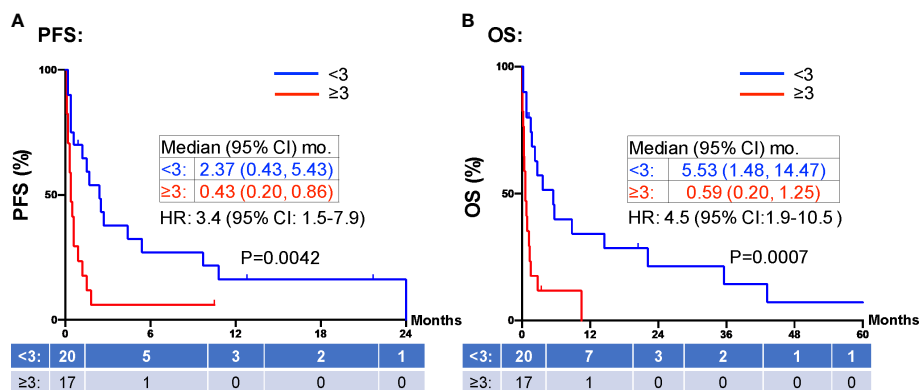 A
PFS:
PFS (%)
100
50
0
<3
≥3
Median (95% CI) mo.
<3: 2.37 (0.43, 5.43)
≥3: 0.43 (0.20, 0.86)
HR: 3.4 (95% CI: 1.5-7.9)
P=0.0042
0 6 12 18 24
Months
<3: 20 5 3 2 1
≥3: 17 1 0 0 0
B
OS:
OS (%)
100
50
0
<3
≥3
Median (95% CI) mo.
<3: 5.53 (1.48, 14.47)
≥3: 0.59 (0.20, 1.25)
HR: 4.5 (95% CI:1.9-10.5 )
P=0.0007
0 12 24 36 48 60
Months
<3: 20 7 3 2 1 1
≥3: 17 1 0 0 0 0